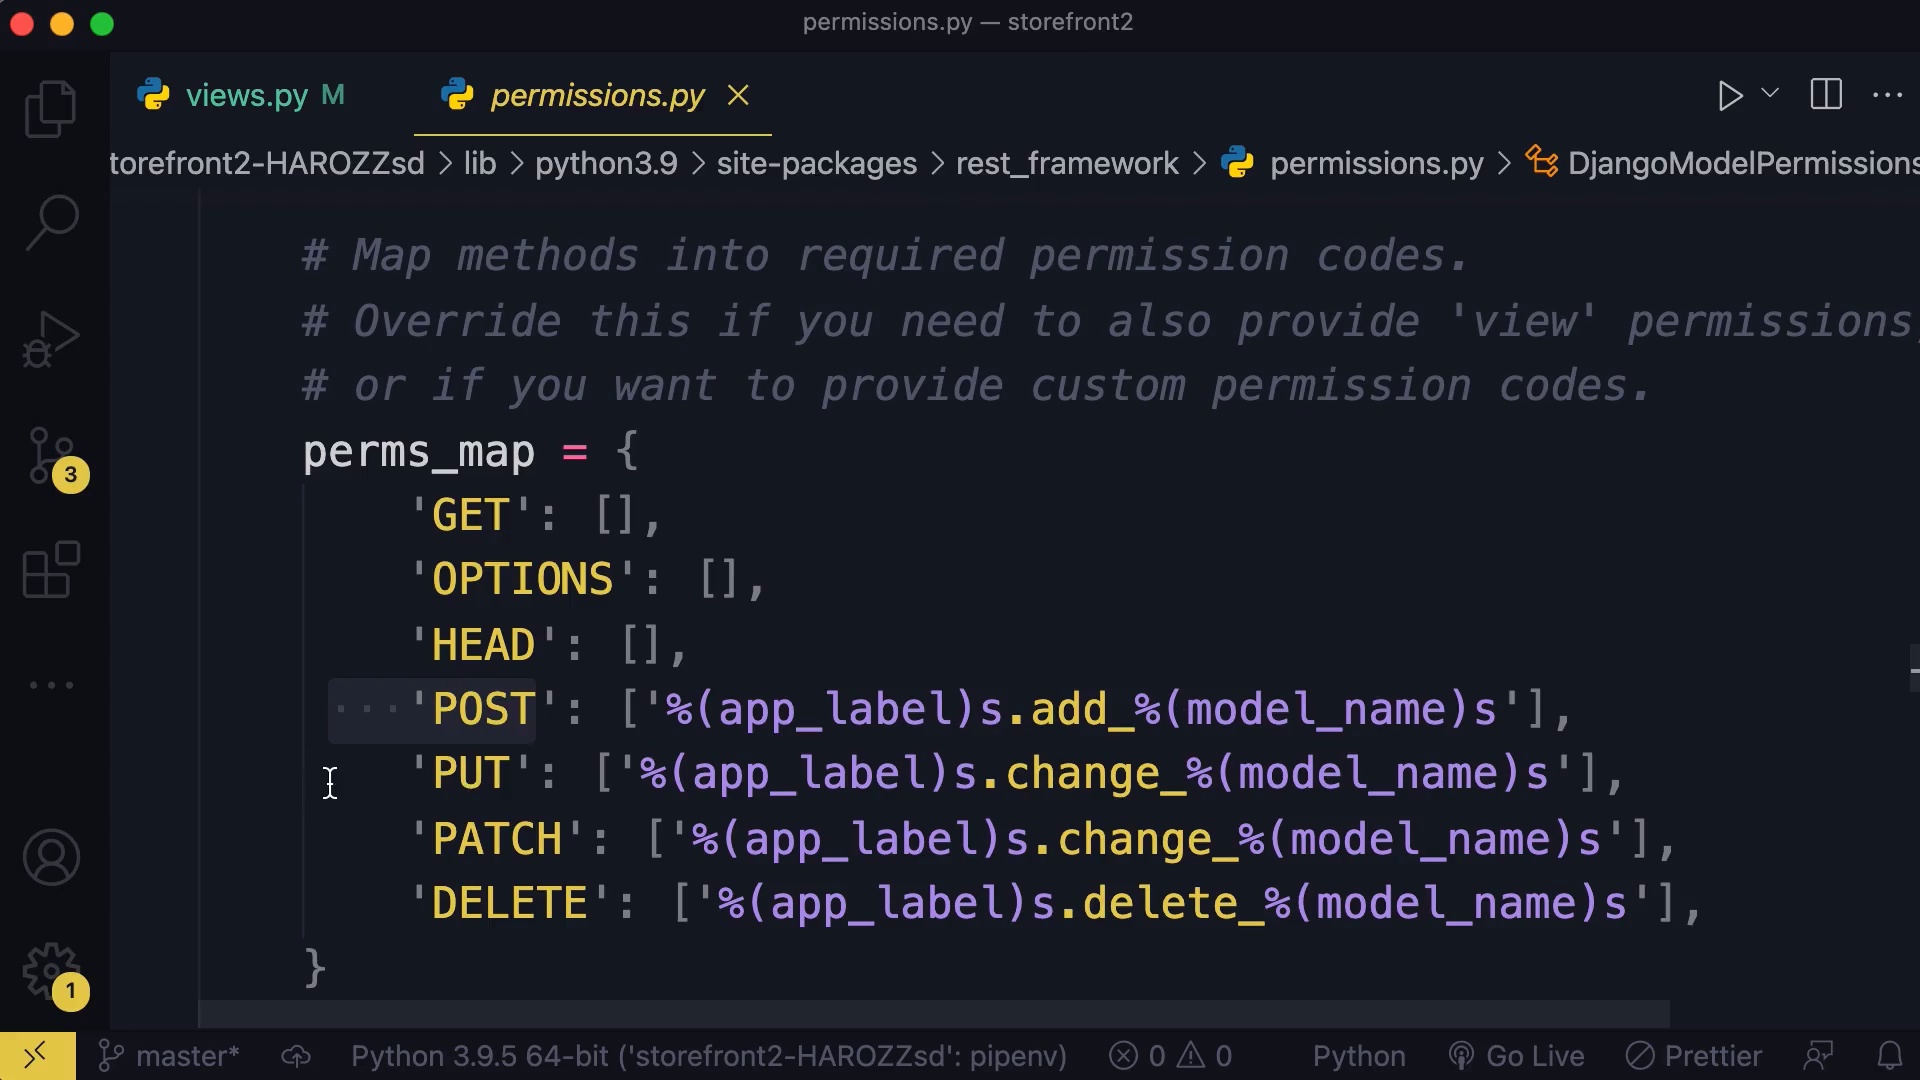 permissions.py — storefront2
views.py M
permissions.py
torefront2-HAROZZsd > lib > python3.9 > site-packages > rest_framework > permissions.py > DjangoModelPermissions
# Map methods into required permission codes.
# Override this if you need to also provide 'view' permissions,
# or if you want to provide custom permission codes.
perms_map = {
'GET': [],
'OPTIONS': [],
'HEAD': [],
'POST': ['%(app_label)s.add_%(model_name)s'],
'PUT': ['%(app_label)s.change_%(model_name)s'],
'PATCH': ['%(app_label)s.change_%(model_name)s'],
'DELETE': ['%(app_label)s.delete_%(model_name)s'],
}
3
1
master* Python 3.9.5 64-bit ('storefront2-HAROZZsd': pipenv) 0 0 Python Go Live Prettier